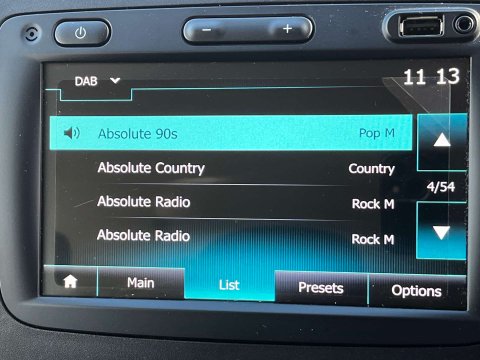 DAB
11 13
Absolute 90s Pop M
Absolute Country Country
4/54
Absolute Radio Rock M
Absolute Radio Rock M
Main List Presets Options